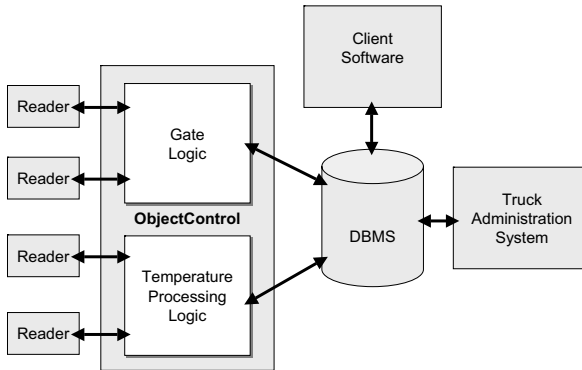 Client
Software
Reader
Gate
Logic
Reader
ObjectControl
DBMS
Truck
Administration
System
Reader
Temperature
Processing
Logic
Reader